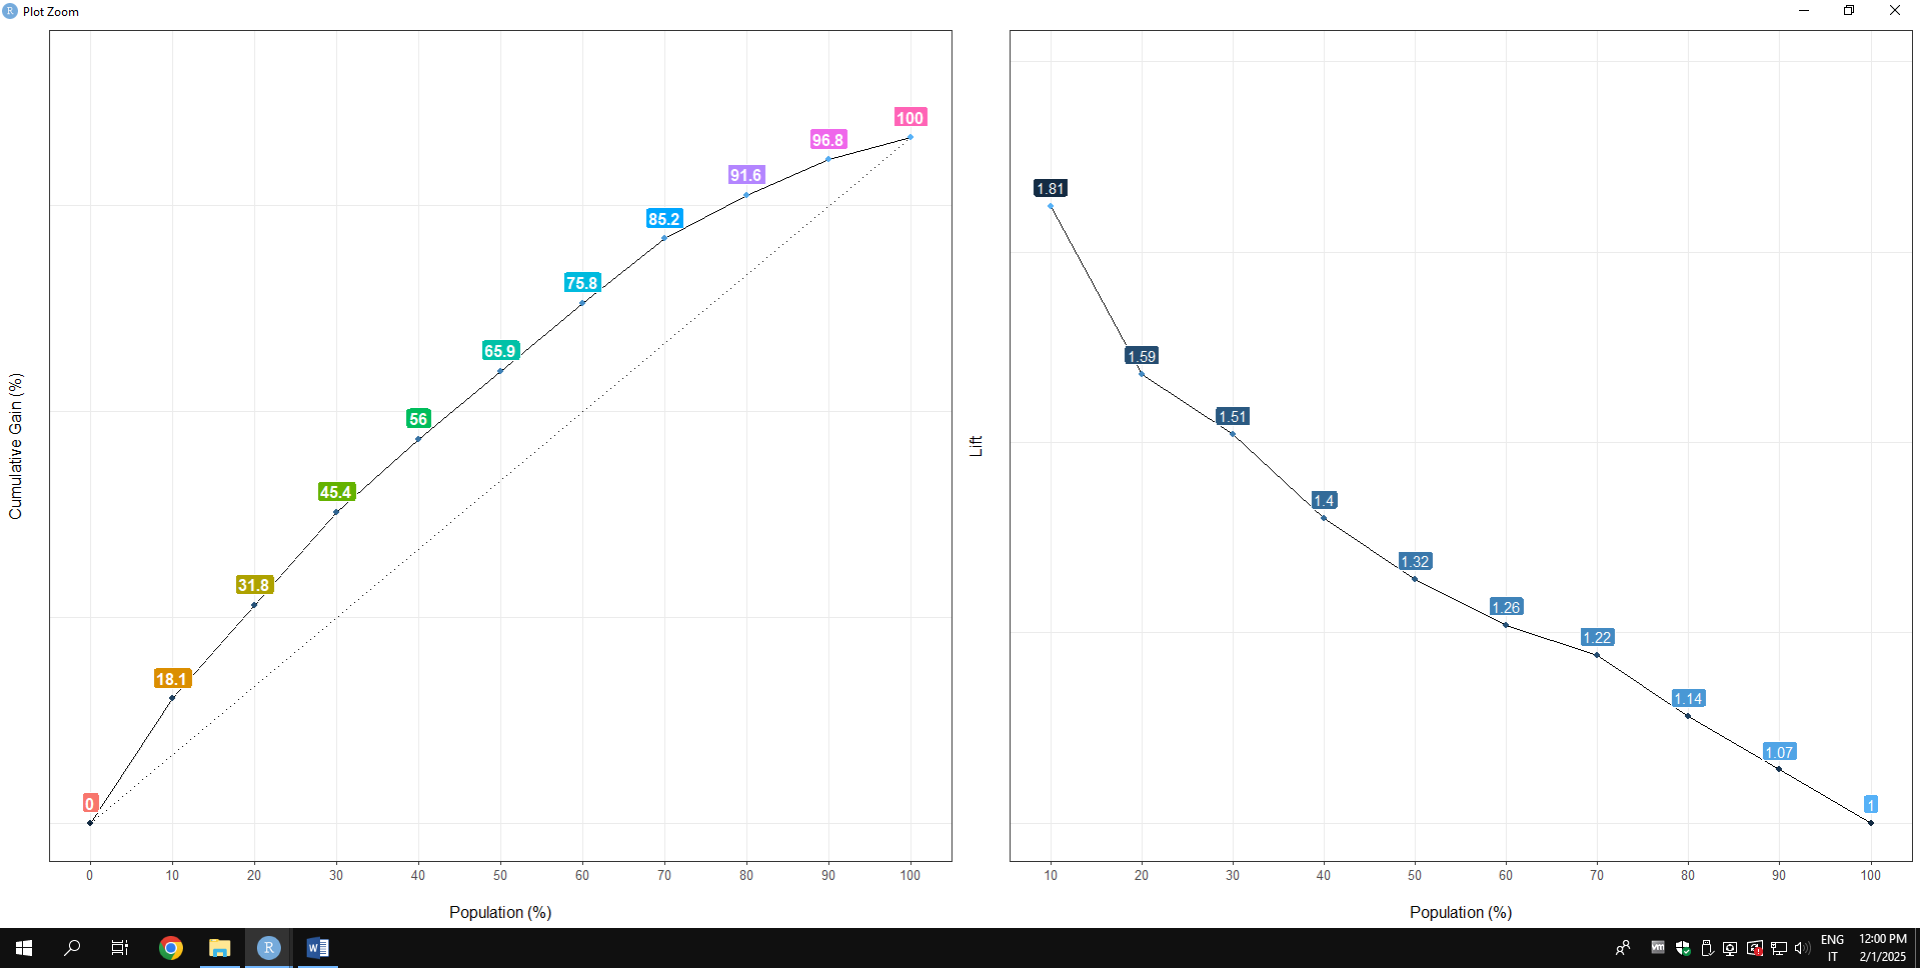 R Plot Zoom
Cumulative Gain (%)
0
18.1
31.8
45.4
56
65.9
75.8
85.2
91.6
96.8
100
0 10 20 30 40 50 60 70 80 90 100
Population (%)
Lift
1.81
1.59
1.51
1.4
1.32
1.26
1.22
1.14
1.07
1
10 20 30 40 50 60 70 80 90 100
Population (%)
R
W
vm
ENG
IT
12:00 PM
2/1/2025